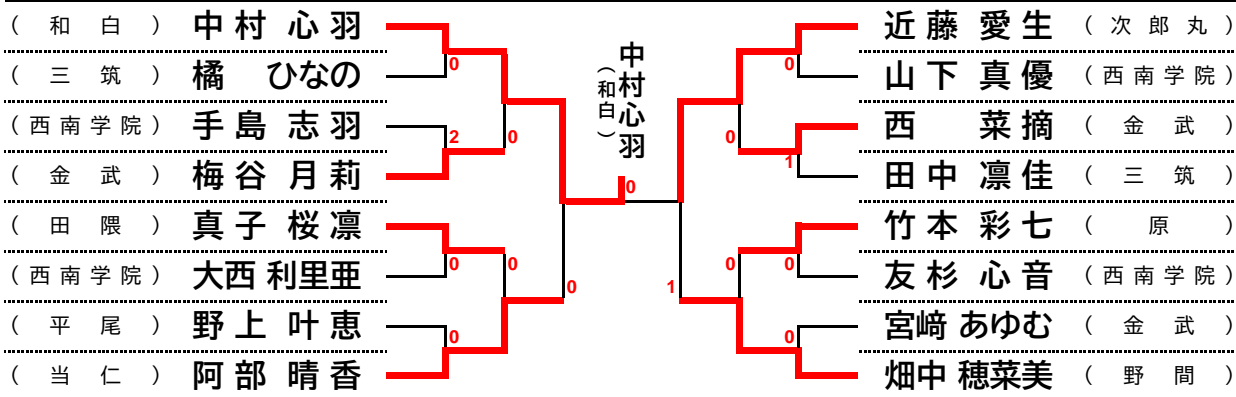 (和白) 中村 心羽
(三筑) 橘 ひなの
(西南学院) 手島 志羽
(金武) 梅谷 月莉
(田隈) 真子 桜凛
(西南学院) 大西 利里亜
(平尾) 野上 叶恵
(当仁) 阿部 晴香
0
2
0
0
0
0
0
中村心羽
(和白)
0
1
0
0
0
1
0
0
近藤 愛生 (次郎丸)
山下 真優 (西南学院)
西 菜摘 (金武)
田中 凛佳 (三筑)
竹本 彩七 (原)
友杉 心音 (西南学院)
宮﨑 あゆむ (金武)
畑中 穂菜美 (野間)